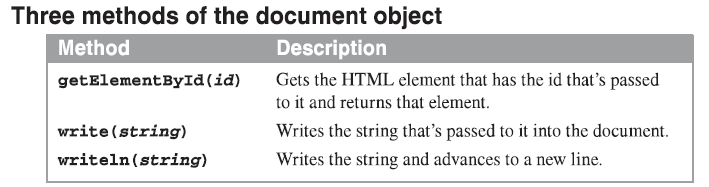 Three methods of the document object
Method Description
getElementById(id) Gets the HTML element that has the id that's passed
to it and returns that element.
write(string) Writes the string that's passed to it into the document.
writeln(string) Writes the string and advances to a new line.